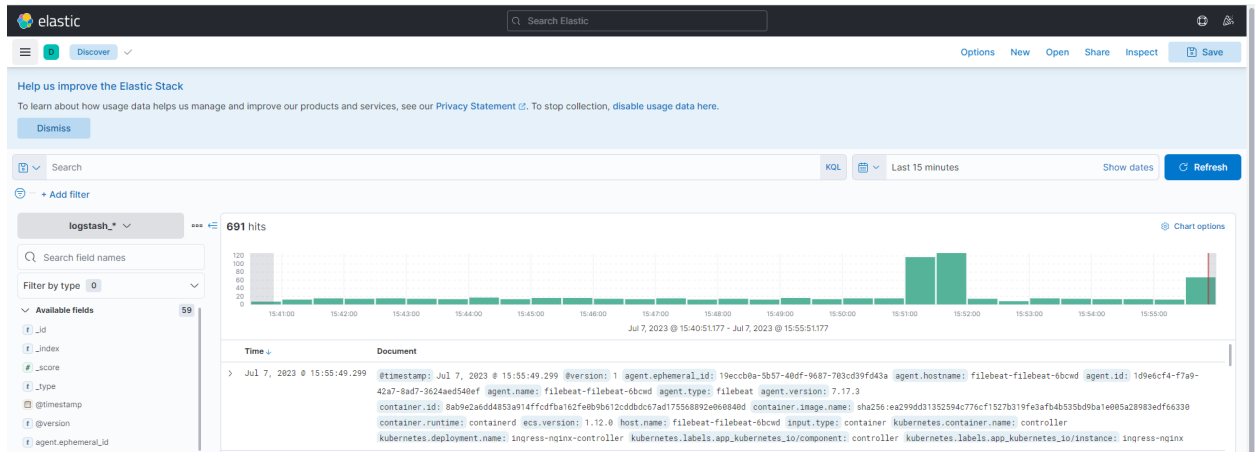 elastic
Search Elastic
D Discover
Options New Open Share Inspect Save
Help us improve the Elastic Stack
To learn about how usage data helps us manage and improve our products and services, see our Privacy Statement. To stop collection, disable usage data here.
Dismiss
Search KQL Last 15 minutes Show dates Refresh
+ Add filter
logstash_*
691 hits
Chart options
Search field names
Filter by type 0
Available fields 59
t _id
t _index
# _score
t _type
@timestamp
t @version
t agent.ephemeral_id
120
100
80
60
40
20
0
15:41:00 15:42:00 15:43:00 15:44:00 15:45:00 15:46:00 15:47:00 15:48:00 15:49:00 15:50:00 15:51:00 15:52:00 15:53:00 15:54:00 15:55:00
Jul 7, 2023 @ 15:40:51.177 - Jul 7, 2023 @ 15:55:51.177
Time Document
Jul 7, 2023 @ 15:55:49.299 @timestamp: Jul 7, 2023 @ 15:55:49.299 @version: 1 agent.ephemeral_id: 19eccb0a-5b57-40df-9687-703cd39fd43a agent.hostname: filebeat-filebeat-6bcwd agent.id: 1d9e6cf4-f7a9-
42a7-8ad7-3624aed540ef agent.name: filebeat-filebeat-6bcwd agent.type: filebeat agent.version: 7.17.3
container.id: 8ab9e2a6dd4853a914ffcdfba162fe0b9b612cddbdc67ad175568892e060840d container.image.name: sha256:ea299dd31352594c776cf1527b319fe3afb4b535bd9ba1e005a28983edf66330
container.runtime: containerd ecs.version: 1.12.0 host.name: filebeat-filebeat-6bcwd input.type: container kubernetes.container.name: controller
kubernetes.deployment.name: ingress-nginx-controller kubernetes.labels.app_kubernetes_io/component: controller kubernetes.labels.app_kubernetes_io/instance: ingress-nginx